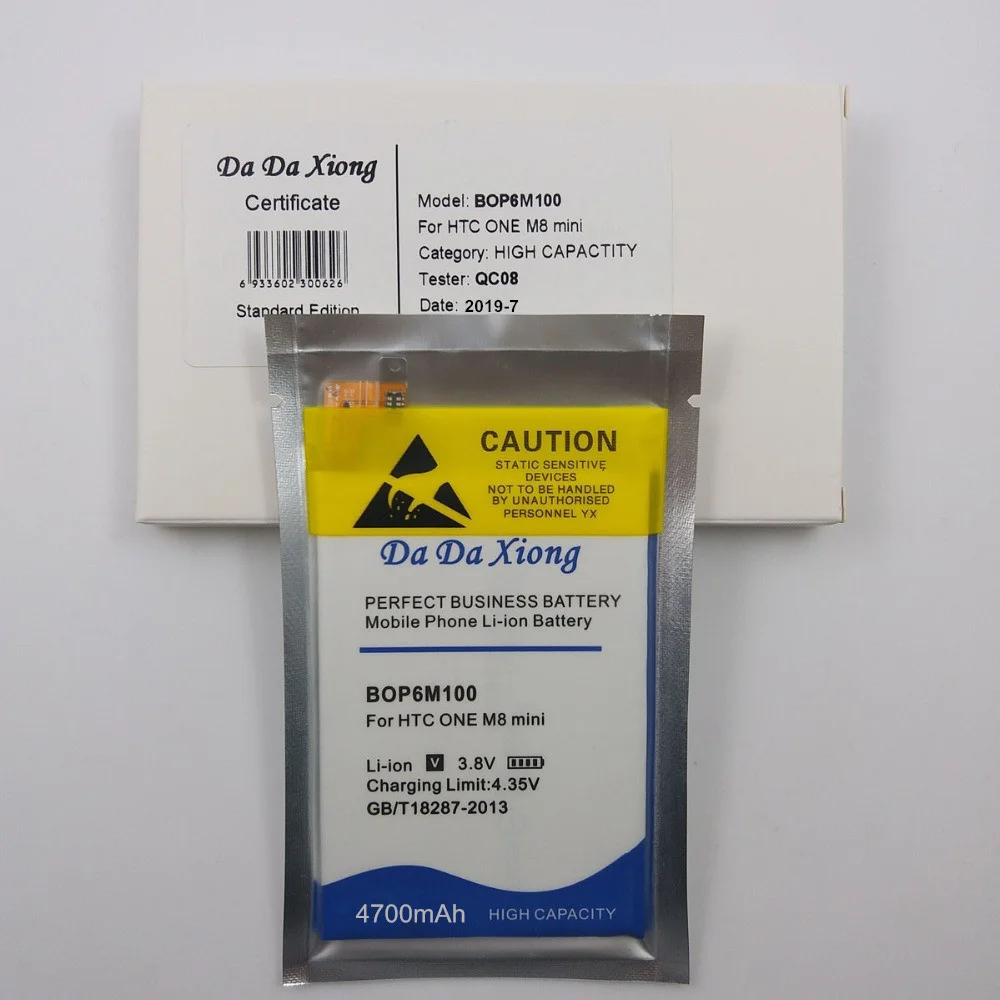 Da Da Xiong
Certificate
6 933602 300626
Standard Edition
Model: BOP6M100
For HTC ONE M8 mini
Category: HIGH CAPACTITY
Tester: QC08
Date: 2019-7
CAUTION
STATIC SENSITIVE
DEVICES
NOT TO BE HANDLED
BY UNAUTHORISED
PERSONNEL YX
Da Da Xiong
PERFECT BUSINESS BATTERY
Mobile Phone Li-ion Battery
BOP6M100
For HTC ONE M8 mini
Li-ion V 3.8V
Charging Limit:4.35V
GB/T18287-2013
4700mAh HIGH CAPACITY